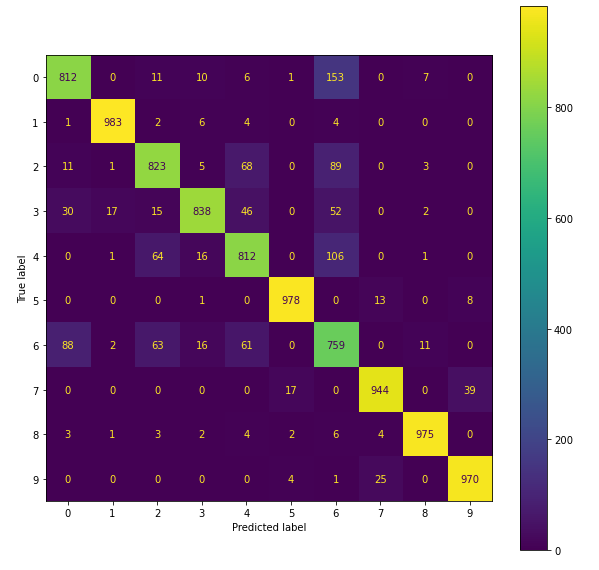 0 812 0 11 10 6 1 153 0 7 0
1 1 983 2 6 4 0 4 0 0 0
2 11 1 823 5 68 0 89 0 3 0
3 30 17 15 838 46 0 52 0 2 0
4 0 1 64 16 812 0 106 0 1 0
5 0 0 0 1 0 978 0 13 0 8
6 88 2 63 16 61 0 759 0 11 0
7 0 0 0 0 0 17 0 944 0 39
8 3 1 3 2 4 2 6 4 975 0
9 0 0 0 0 0 4 1 25 0 970
0 1 2 3 4 5 6 7 8 9
Predicted label
True label
800
600
400
200
0